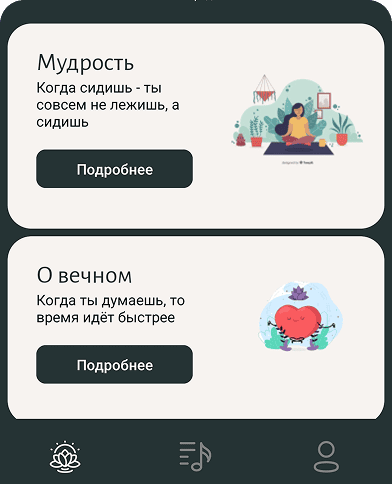 Мудрость
Когда сидишь - ты
совсем не лежишь, а
сидишь
Подробнее
О вечном
Когда ты думаешь, то
время идёт быстрее
Подробнее